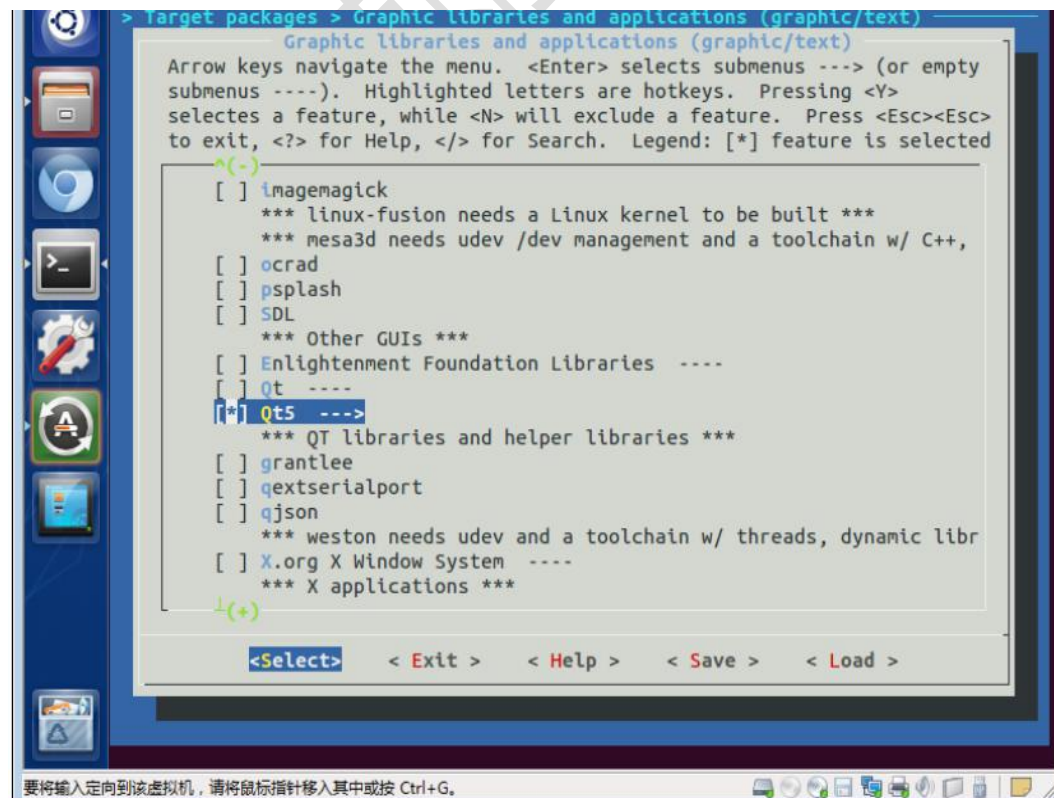 > Target packages > Graphic libraries and applications (graphic/text)
Graphic libraries and applications (graphic/text)
Arrow keys navigate the menu. <Enter> selects submenus ---> (or empty
submenus ----). Highlighted letters are hotkeys. Pressing <Y>
selectes a feature, while <N> will exclude a feature. Press <Esc><Esc>
to exit, <?> for Help, </> for Search. Legend: [*] feature is selected
^(-)
[ ] imagemagick
*** linux-fusion needs a Linux kernel to be built ***
*** mesa3d needs udev /dev management and a toolchain w/ C++,
[ ] ocrad
[ ] psplash
[ ] SDL
*** Other GUIs ***
[ ] Enlightenment Foundation Libraries ----
[ ] Qt ----
[*] Qt5 --->
*** QT libraries and helper libraries ***
[ ] grantlee
[ ] qextserialport
[ ] qjson
*** weston needs udev and a toolchain w/ threads, dynamic libr
[ ] X.org X Window System ----
*** X applications ***
┴(+)
<Select> < Exit > < Help > < Save > < Load >
要将输入定向到该虚拟机，请将鼠标指针移入其中或按 Ctrl+G。